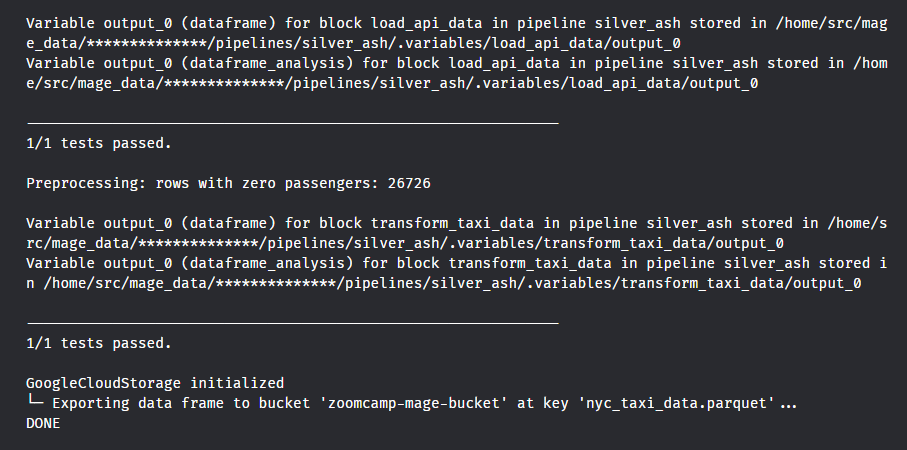 Variable output_0 (dataframe) for block load_api_data in pipeline silver_ash stored in /home/src/mag
e_data/**************/pipelines/silver_ash/.variables/load_api_data/output_0
Variable output_0 (dataframe_analysis) for block load_api_data in pipeline silver_ash stored in /hom
e/src/mage_data/**************/pipelines/silver_ash/.variables/load_api_data/output_0
--------------------------------------------------------------
1/1 tests passed.
Preprocessing: rows with zero passengers: 26726
Variable output_0 (dataframe) for block transform_taxi_data in pipeline silver_ash stored in /home/s
rc/mage_data/**************/pipelines/silver_ash/.variables/transform_taxi_data/output_0
Variable output_0 (dataframe_analysis) for block transform_taxi_data in pipeline silver_ash stored i
n /home/src/mage_data/**************/pipelines/silver_ash/.variables/transform_taxi_data/output_0
--------------------------------------------------------------
1/1 tests passed.
GoogleCloudStorage initialized
└─ Exporting data frame to bucket 'zoomcamp-mage-bucket' at key 'nyc_taxi_data.parquet'...
DONE